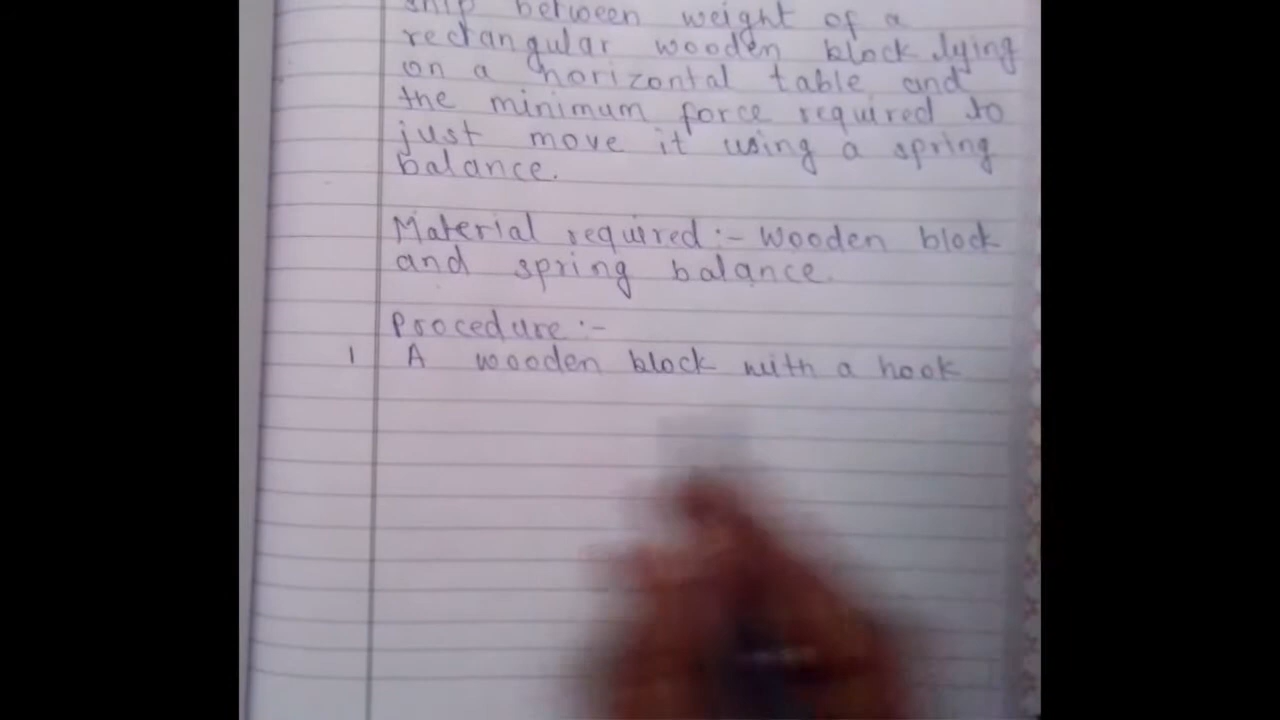 ship between weight of a
rectangular wooden block lying
on a horizontal table and
the minimum force required to
just move it using a spring
balance.
Material required :- Wooden block
and spring balance.
Procedure :-
1 A wooden block with a hook